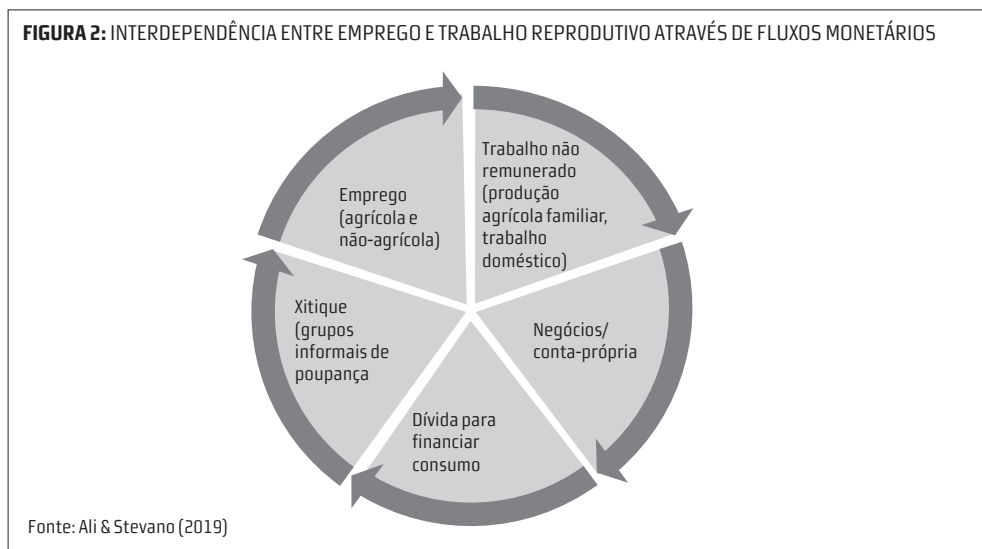 FIGURA 2: INTERDEPENDÊNCIA ENTRE EMPREGO E TRABALHO REPRODUTIVO ATRAVÉS DE FLUXOS MONETÁRIOS
Trabalho não
remunerado
(produção
agrícola familiar,
trabalho
doméstico)
Negócios/
conta-própria
Dívida para
financiar
consumo
Xitique
(grupos
informais de
poupança
Emprego
(agrícola e
não-agrícola)
Fonte: Ali & Stevano (2019)